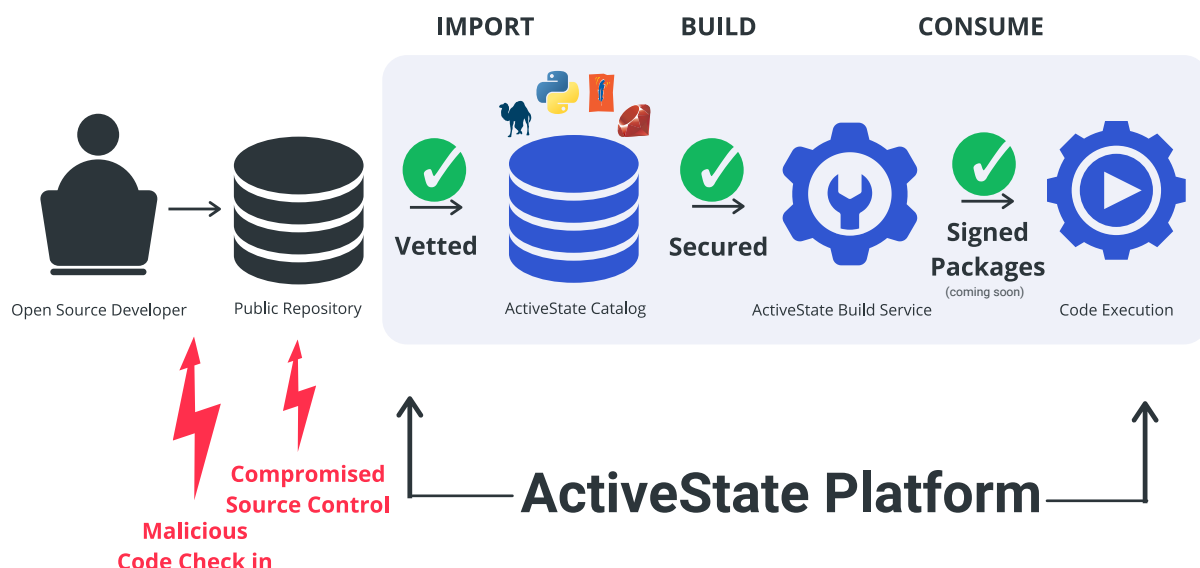 IMPORT
BUILD
CONSUME
Vetted
Secured
Signed
Packages
(coming soon)
Open Source Developer
Public Repository
ActiveState Catalog
ActiveState Build Service
Code Execution
Compromised
Source Control
Malicious
Code Check in
ActiveState Platform